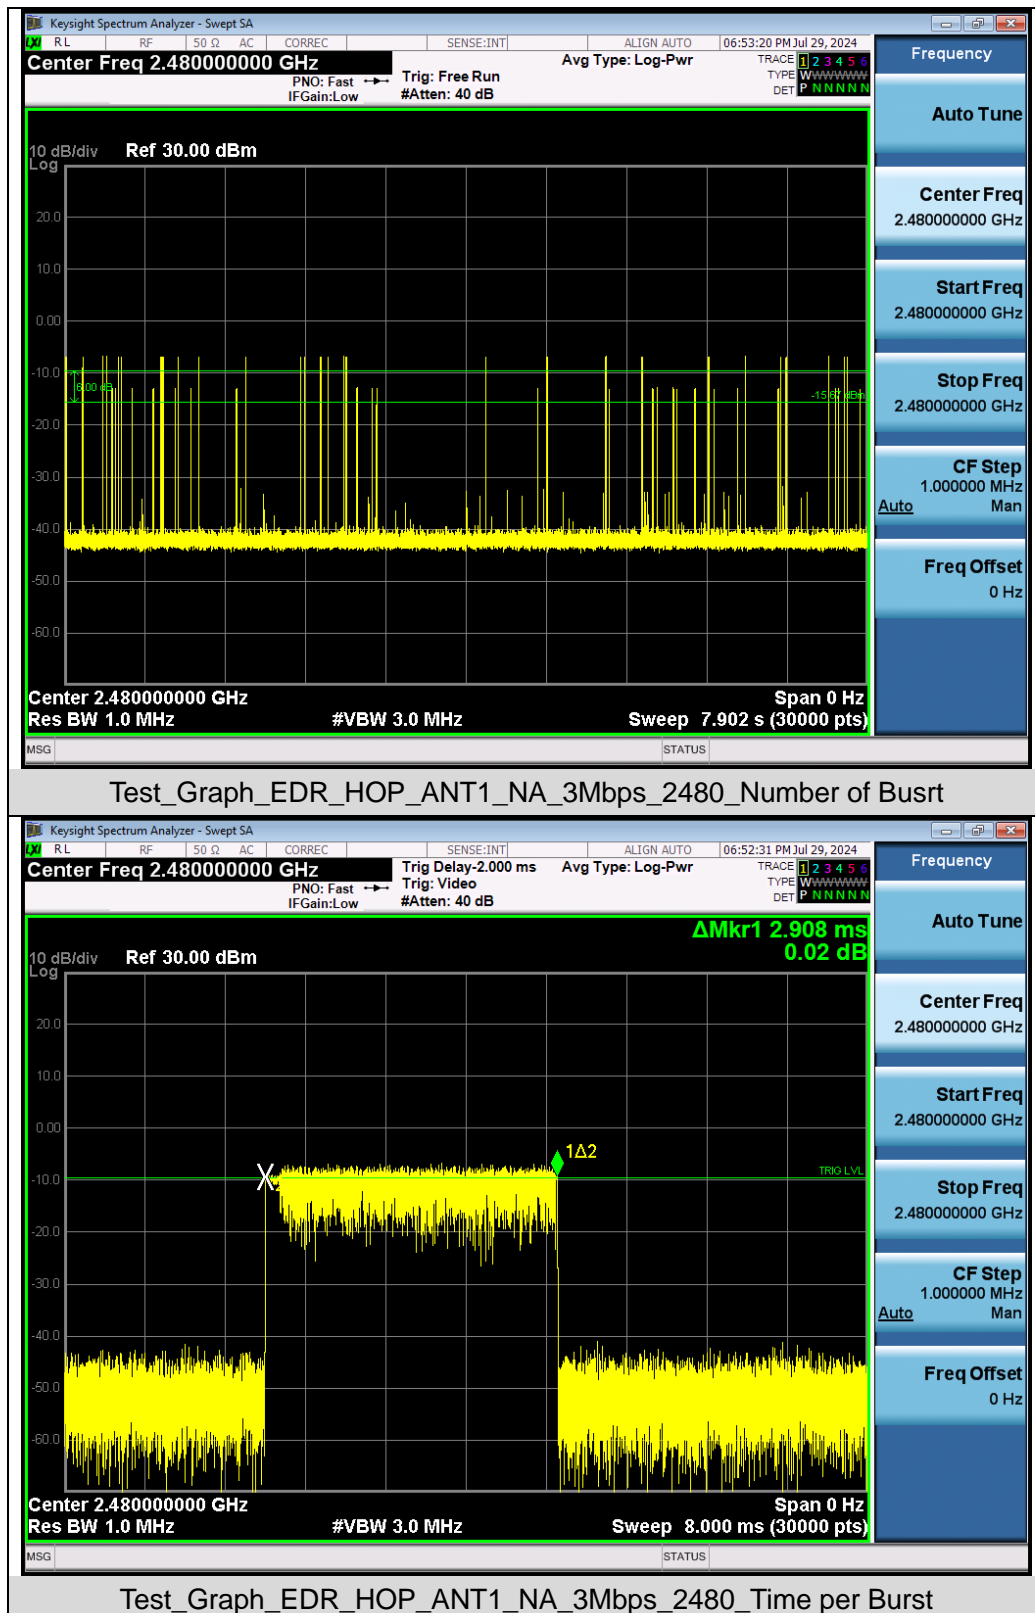 Keysight Spectrum Analyzer - Swept SA
LXI RL RF 50 Ω AC CORREC SENSE:INT ALIGN AUTO 06:53:20 PM Jul 29, 2024
Center Freq 2.480000000 GHz Avg Type: Log-Pwr TRACE 1 2 3 4 5 6
PNO: Fast Trig: Free Run TYPE WWWWWW
IFGain:Low #Atten: 40 dB DET P N N N N N
Frequency
Auto Tune
Center Freq
2.480000000 GHz
Start Freq
2.480000000 GHz
Stop Freq
2.480000000 GHz
CF Step
1.000000 MHz
Auto Man
Freq Offset
0 Hz
10 dB/div Ref 30.00 dBm
Log
20.0
10.0
0.00
-10.0
6.00 dB
-15.67 dBm
-20.0
-30.0
-40.0
-50.0
-60.0
Center 2.480000000 GHz Span 0 Hz
Res BW 1.0 MHz #VBW 3.0 MHz Sweep 7.902 s (30000 pts)
MSG STATUS
Test_Graph_EDR_HOP_ANT1_NA_3Mbps_2480_Number of Busrt
Keysight Spectrum Analyzer - Swept SA
LXI RL RF 50 Ω AC CORREC SENSE:INT ALIGN AUTO 06:52:31 PM Jul 29, 2024
Center Freq 2.480000000 GHz Trig Delay-2.000 ms Avg Type: Log-Pwr TRACE 1 2 3 4 5 6
PNO: Fast Trig: Video TYPE WWWWWW
IFGain:Low #Atten: 40 dB DET P N N N N N
Frequency
Auto Tune
Center Freq
2.480000000 GHz
Start Freq
2.480000000 GHz
Stop Freq
2.480000000 GHz
CF Step
1.000000 MHz
Auto Man
Freq Offset
0 Hz
ΔMkr1 2.908 ms
10 dB/div Ref 30.00 dBm 0.02 dB
Log
20.0
10.0
0.00
1Δ2
TRIG LVL
-10.0
-20.0
-30.0
-40.0
-50.0
-60.0
Center 2.480000000 GHz Span 0 Hz
Res BW 1.0 MHz #VBW 3.0 MHz Sweep 8.000 ms (30000 pts)
MSG STATUS
Test_Graph_EDR_HOP_ANT1_NA_3Mbps_2480_Time per Burst